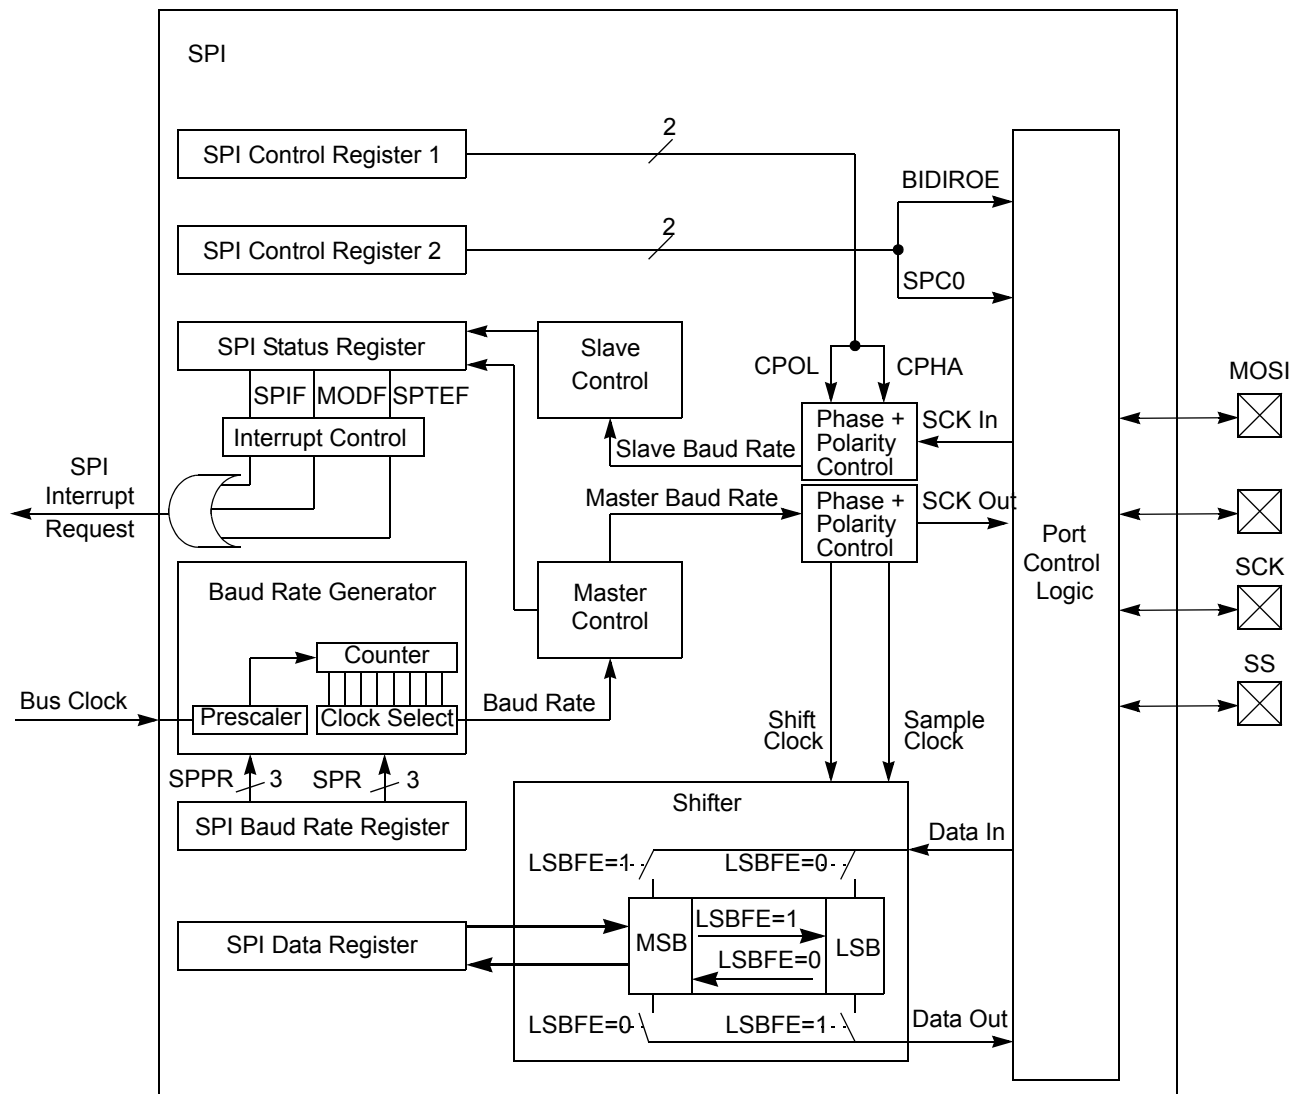 SPI
2
SPI Control Register 1
BIDIROE
2
SPI Control Register 2
SPC0
SPI Status Register
Slave
Control
CPOL
CPHA
MOSI
SPIF
MODF
SPTEF
Phase +
Polarity
Control
SCK In
Interrupt Control
Slave Baud Rate
SPI
Interrupt
Request
Master Baud Rate
Phase +
Polarity
Control
SCK Out
Port
Control
Logic
SCK
Baud Rate Generator
Master
Control
Counter
SS
Bus Clock
Prescaler
Clock Select
Baud Rate
Shift
Clock
Sample
Clock
SPPR
3
SPR
3
Shifter
SPI Baud Rate Register
Data In
LSBFE=1
LSBFE=0
SPI Data Register
MSB
LSBFE=1
LSBFE=0
LSB
LSBFE=0
LSBFE=1
Data Out